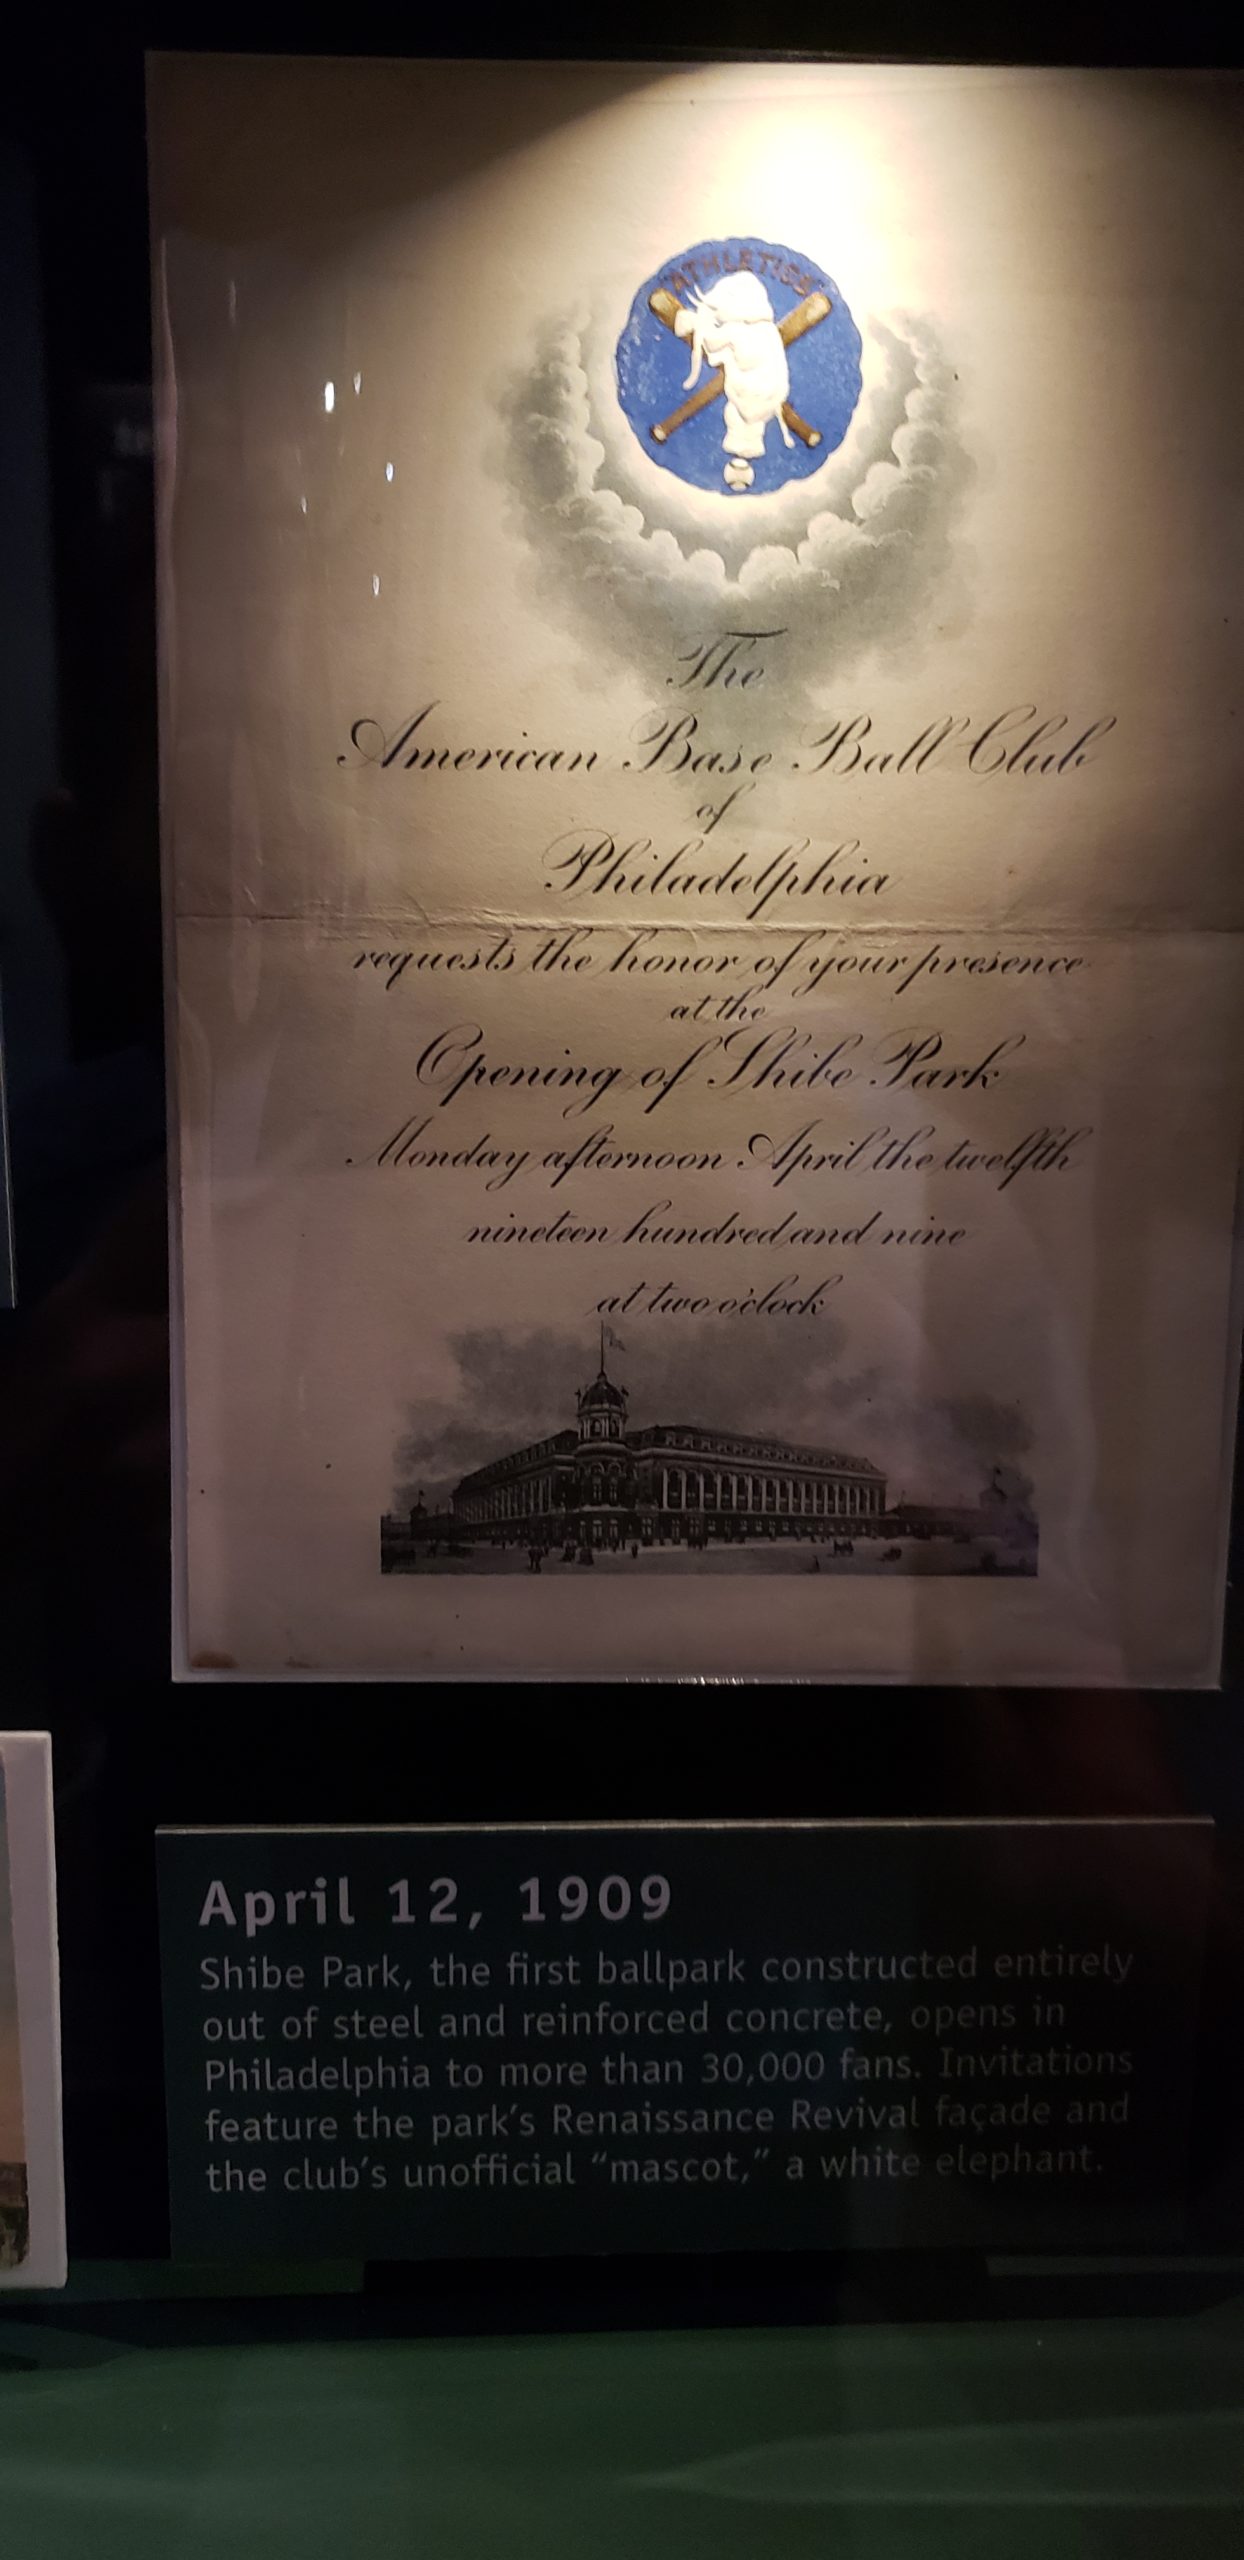 "ATHLETICS"
The
American Base Ball Club
of
Philadelphia
requests the honor of your presence
at the
Opening of Shibe Park
Monday afternoon April the twelfth
nineteen hundred and nine
at two o'clock
April 12, 1909
Shibe Park, the first ballpark constructed entirely
out of steel and reinforced concrete, opens in
Philadelphia to more than 30,000 fans. Invitations
feature the park's Renaissance Revival façade and
the club's unofficial "mascot," a white elephant.